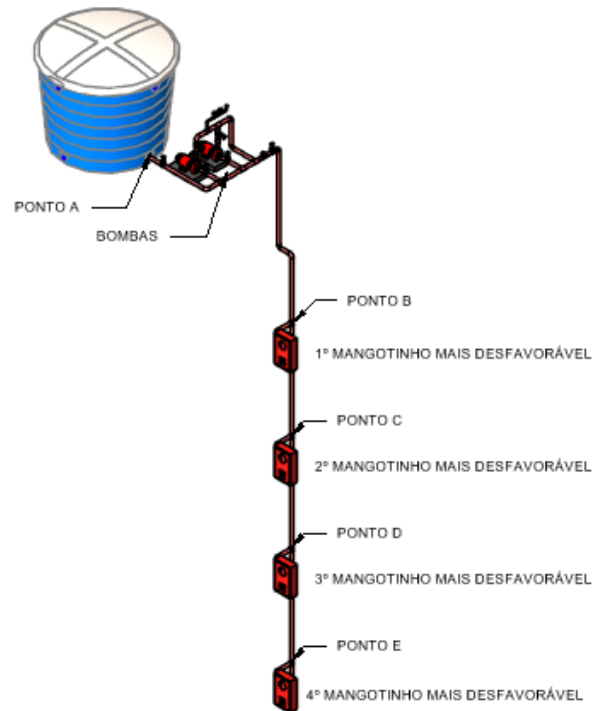 PONTO A
BOMBAS
PONTO B
1º MANGOTINHO MAIS DESFAVORÁVEL
PONTO C
2º MANGOTINHO MAIS DESFAVORÁVEL
PONTO D
3º MANGOTINHO MAIS DESFAVORÁVEL
PONTO E
4º MANGOTINHO MAIS DESFAVORÁVEL